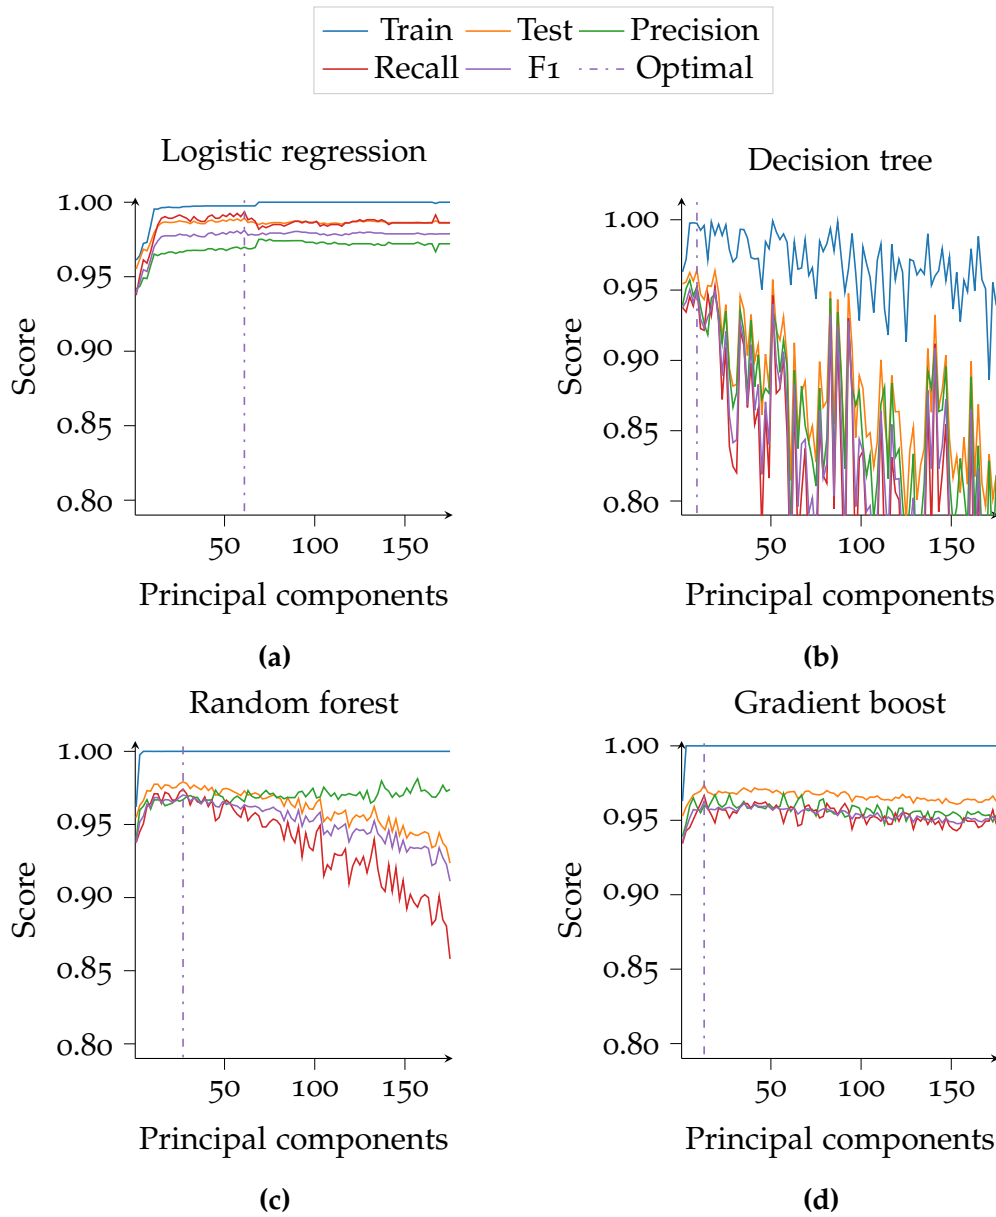 Train Test Precision
Recall F1 Optimal
Logistic regression
1.00
0.95
0.90
0.85
0.80
Score
50 100 150
Principal components
(a)
Decision tree
1.00
0.95
0.90
0.85
0.80
Score
50 100 150
Principal components
(b)
Random forest
1.00
0.95
0.90
0.85
0.80
Score
50 100 150
Principal components
(c)
Gradient boost
1.00
0.95
0.90
0.85
0.80
Score
50 100 150
Principal components
(d)